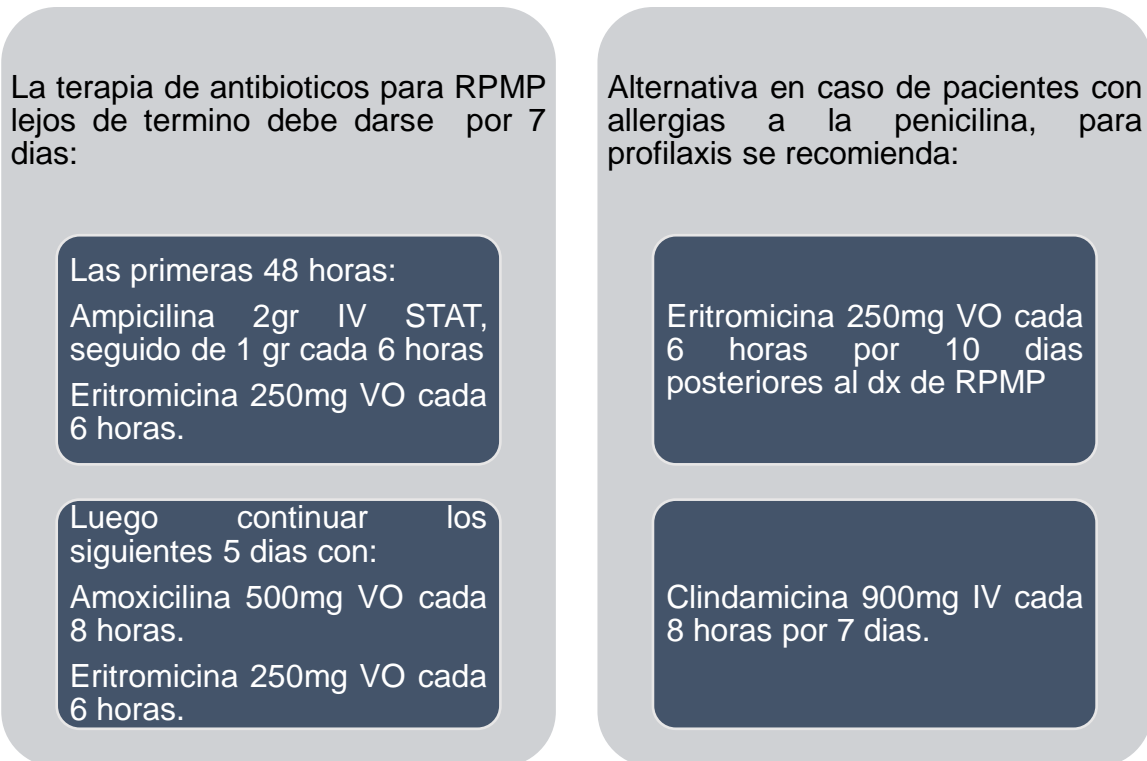 La terapia de antibioticos para RPMP
lejos de termino debe darse por 7
dias:
Las primeras 48 horas:
Ampicilina 2gr IV STAT,
seguido de 1 gr cada 6 horas
Eritromicina 250mg VO cada
6 horas.
Luego continuar los
siguientes 5 dias con:
Amoxicilina 500mg VO cada
8 horas.
Eritromicina 250mg VO cada
6 horas.
Alternativa en caso de pacientes con
allergias a la penicilina, para
profilaxis se recomienda:
Eritromicina 250mg VO cada
6 horas por 10 dias
posteriores al dx de RPMP
Clindamicina 900mg IV cada
8 horas por 7 dias.